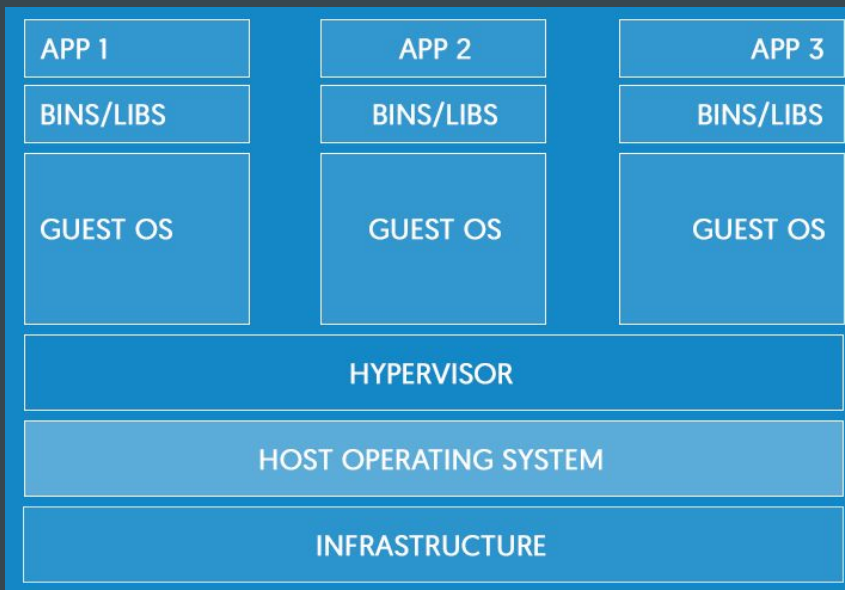 APP 1
APP 2
APP 3
BINS/LIBS
BINS/LIBS
BINS/LIBS
GUEST OS
GUEST OS
GUEST OS
HYPERVISOR
HOST OPERATING SYSTEM
INFRASTRUCTURE